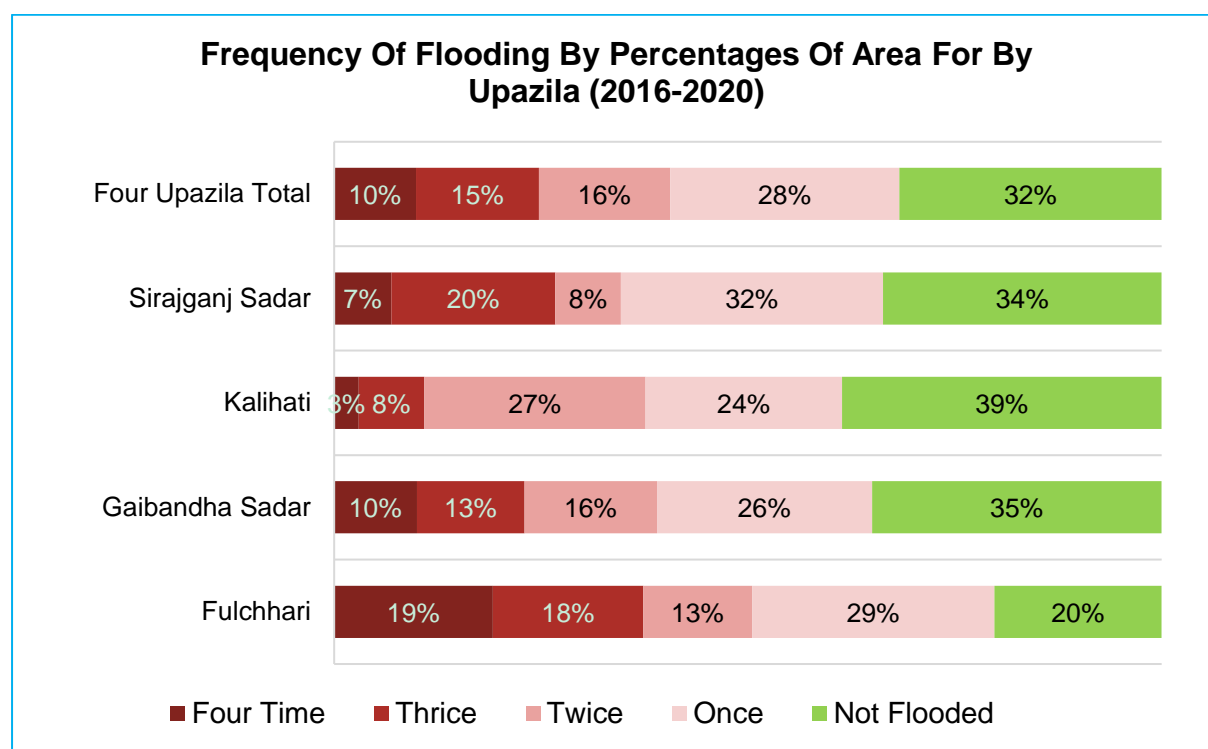 Frequency Of Flooding By Percentages Of Area For By
Upazila (2016-2020)
Four Upazila Total 10% 15% 16% 28% 32%
Sirajganj Sadar 7% 20% 8% 32% 34%
Kalihati 3% 8% 27% 24% 39%
Gaibandha Sadar 10% 13% 16% 26% 35%
Fulchhari 19% 18% 13% 29% 20%
Four Time Thrice Twice Once Not Flooded